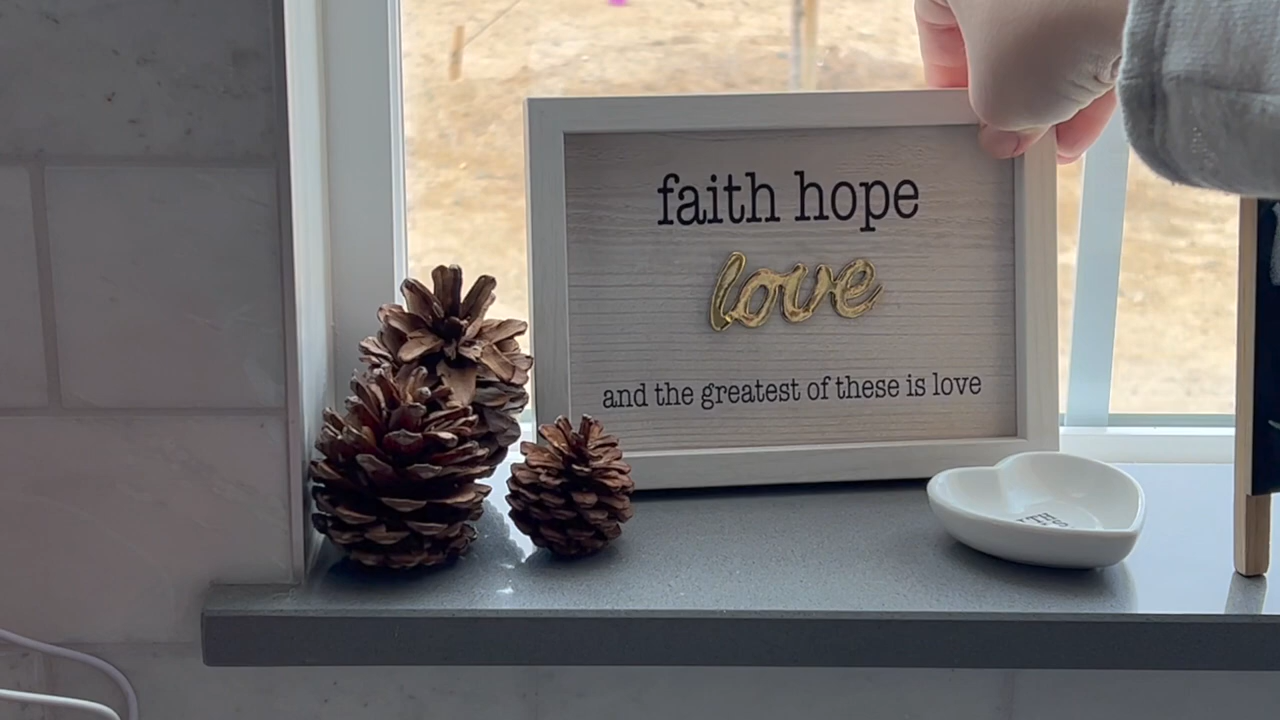 faith hope
love
and the greatest of these is love